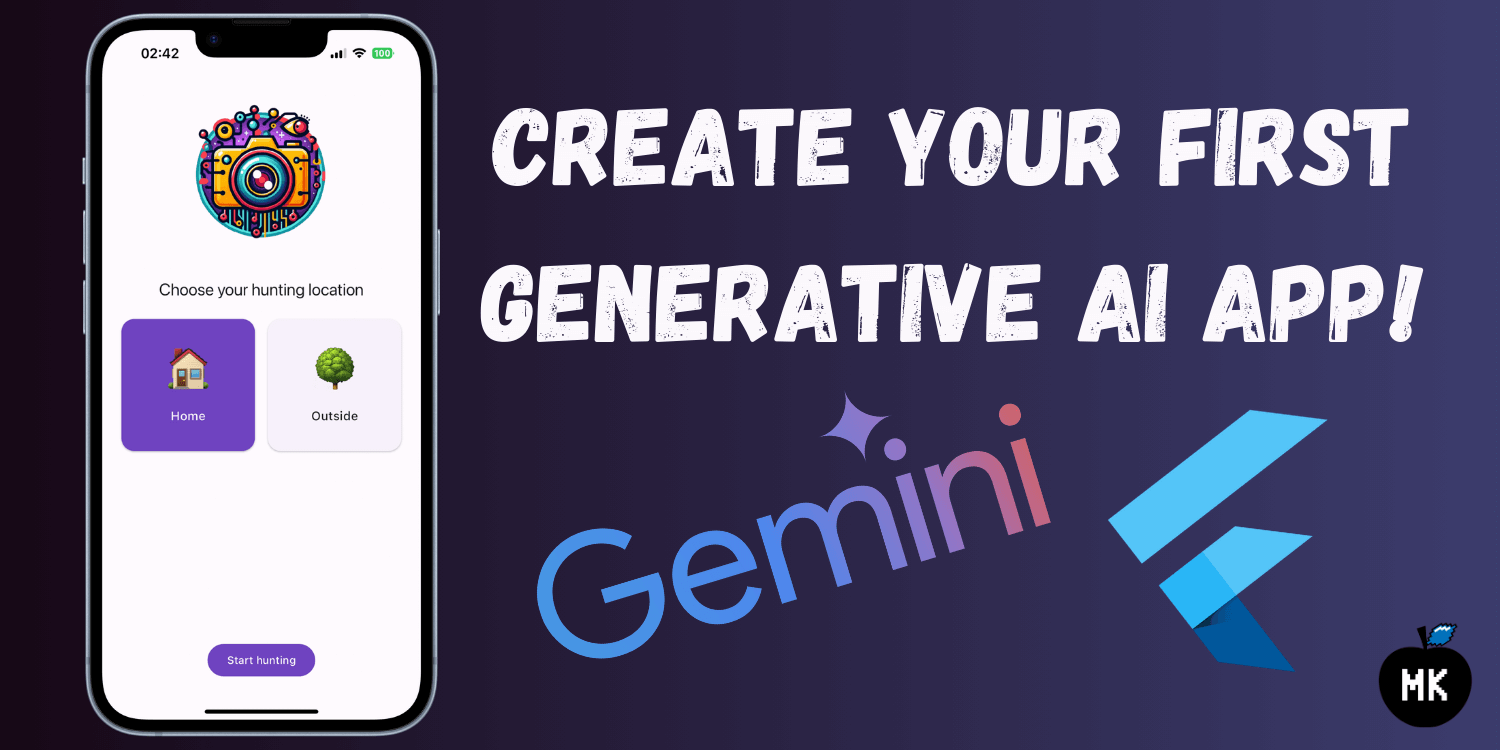 02:42
100
Choose your hunting location
Home
Outside
Start hunting
CREATE YOUR FIRST
GENERATIVE AI APP!
Gemini
MK